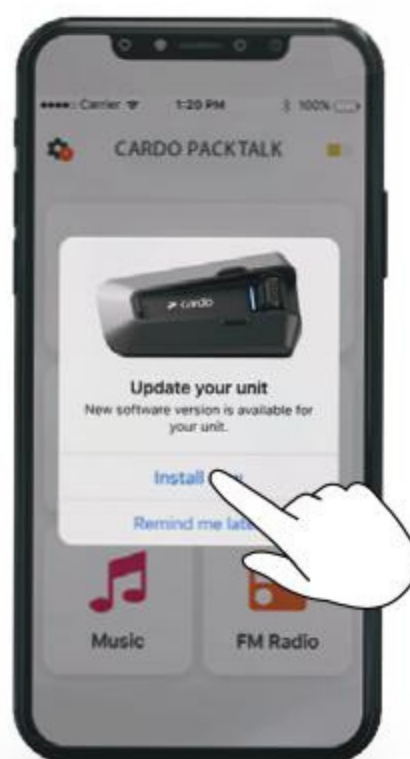 Carrier 1:20 PM 100%
CARDO PACKTALK
cardo
Update your unit
New software version is available for
your unit.
Install
Remind me
Music FM Radio